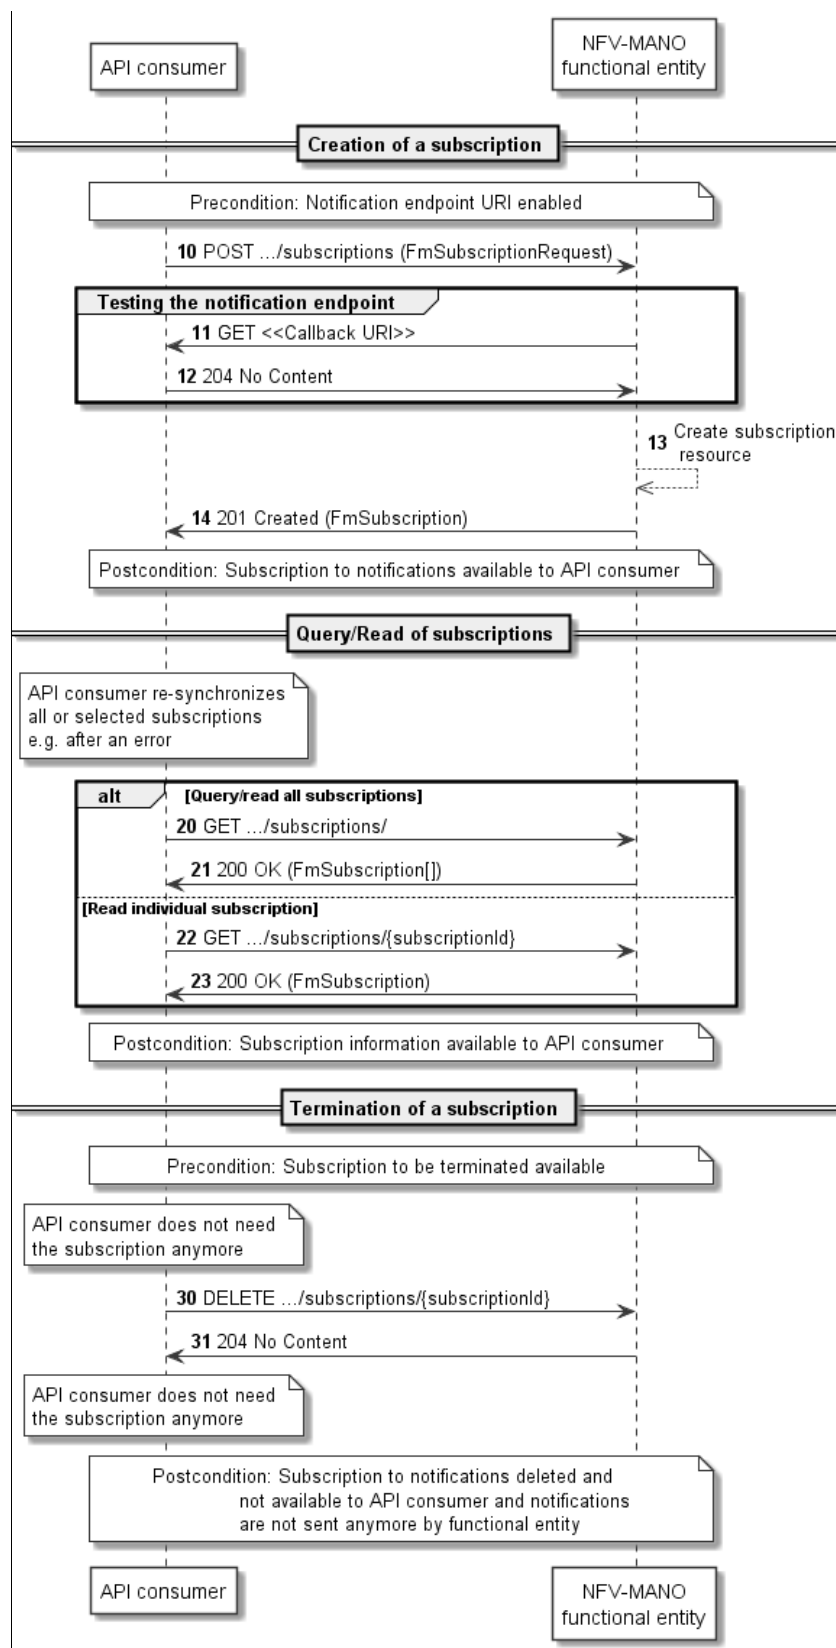 API consumer
NFV-MANO
functional entity
Creation of a subscription
Precondition: Notification endpoint URI enabled
10 POST .../subscriptions (FmSubscriptionRequest)
Testing the notification endpoint
11 GET <<Callback URI>>
12 204 No Content
13 Create subscription
resource
14 201 Created (FmSubscription)
Postcondition: Subscription to notifications available to API consumer
Query/Read of subscriptions
API consumer re-synchronizes
all or selected subscriptions
e.g. after an error
alt [Query/read all subscriptions]
20 GET .../subscriptions/
21 200 OK (FmSubscription[])
[Read individual subscription]
22 GET .../subscriptions/{subscriptionId}
23 200 OK (FmSubscription)
Postcondition: Subscription information available to API consumer
Termination of a subscription
Precondition: Subscription to be terminated available
API consumer does not need
the subscription anymore
30 DELETE .../subscriptions/{subscriptionId}
31 204 No Content
API consumer does not need
the subscription anymore
Postcondition: Subscription to notifications deleted and
not available to API consumer and notifications
are not sent anymore by functional entity
API consumer
NFV-MANO
functional entity